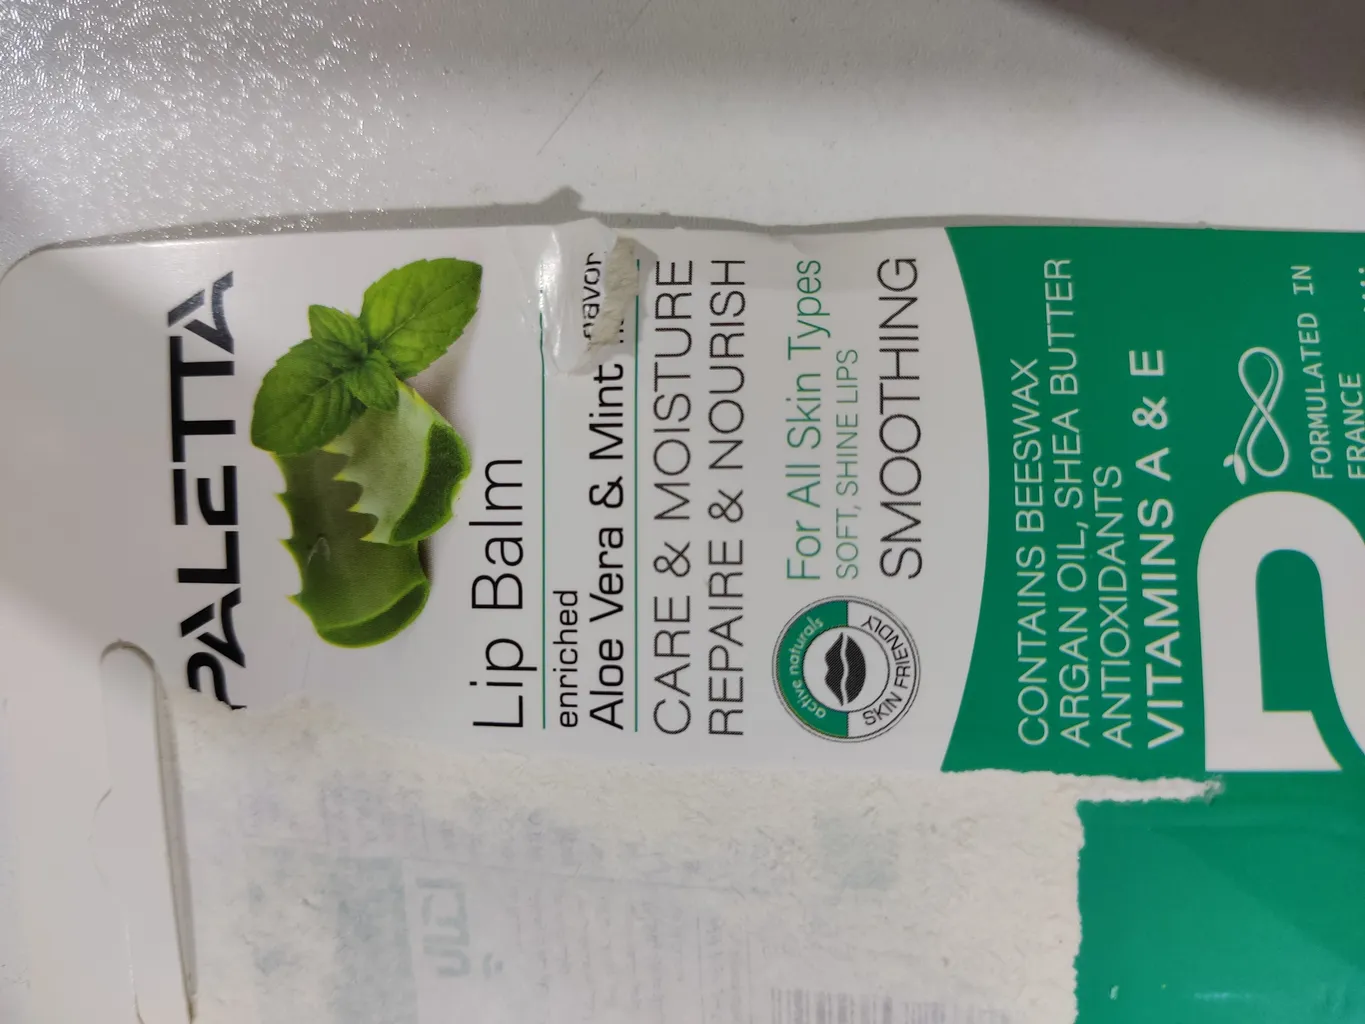 PALETTA
Lip Balm
enriched
Aloe Vera & Mint flavor
CARE & MOISTURE
REPAIRE & NOURISH
For All Skin Types
SOFT, SHINE LIPS
SMOOTHING
active naturals
SKIN FRIENDLY
CONTAINS BEESWAX
ARGAN OIL, SHEA BUTTER
ANTIOXIDANTS
VITAMINS A & E
FORMULATED IN
FRANCE